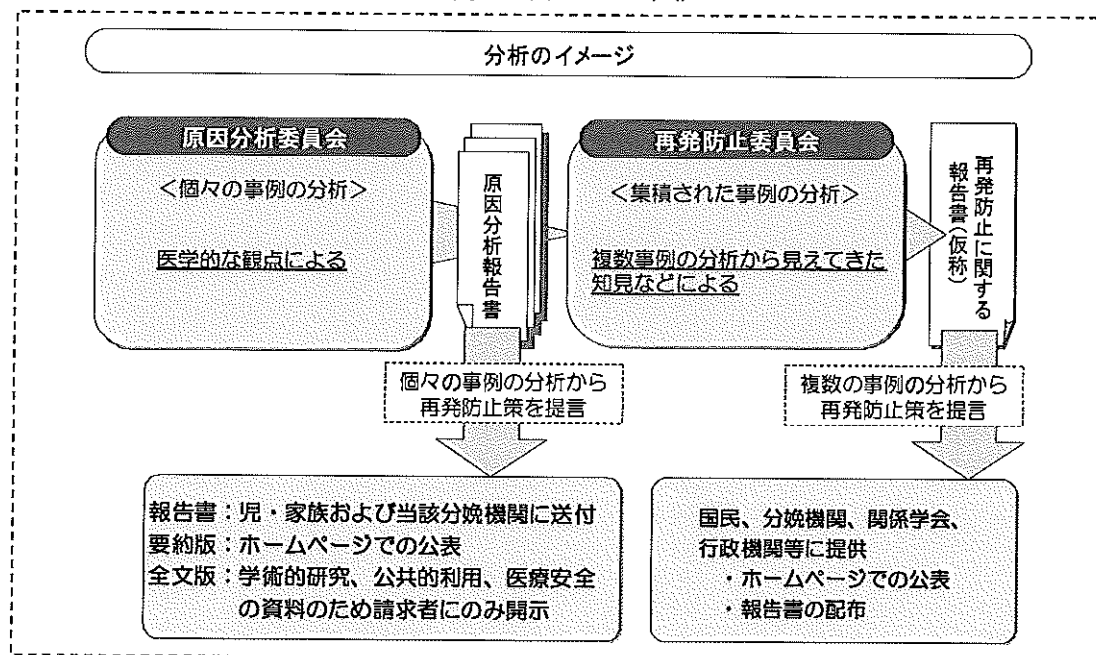 分析のイメージ
原因分析委員会
<個々の事例の分析>
医学的な観点による
原因分析報告書
再発防止委員会
<集積された事例の分析>
複数事例の分析から見えてきた
知見などによる
再発防止に関する
報告書(仮称)
個々の事例の分析から
再発防止策を提言
複数の事例の分析から
再発防止策を提言
報告書:児・家族および当該分娩機関に送付
要約版:ホームページでの公表
全文版:学術的研究、公共的利用、医療安全
の資料のため請求者にのみ開示
国民、分娩機関、関係学会、
行政機関等に提供
・ホームページでの公表
・報告書の配布